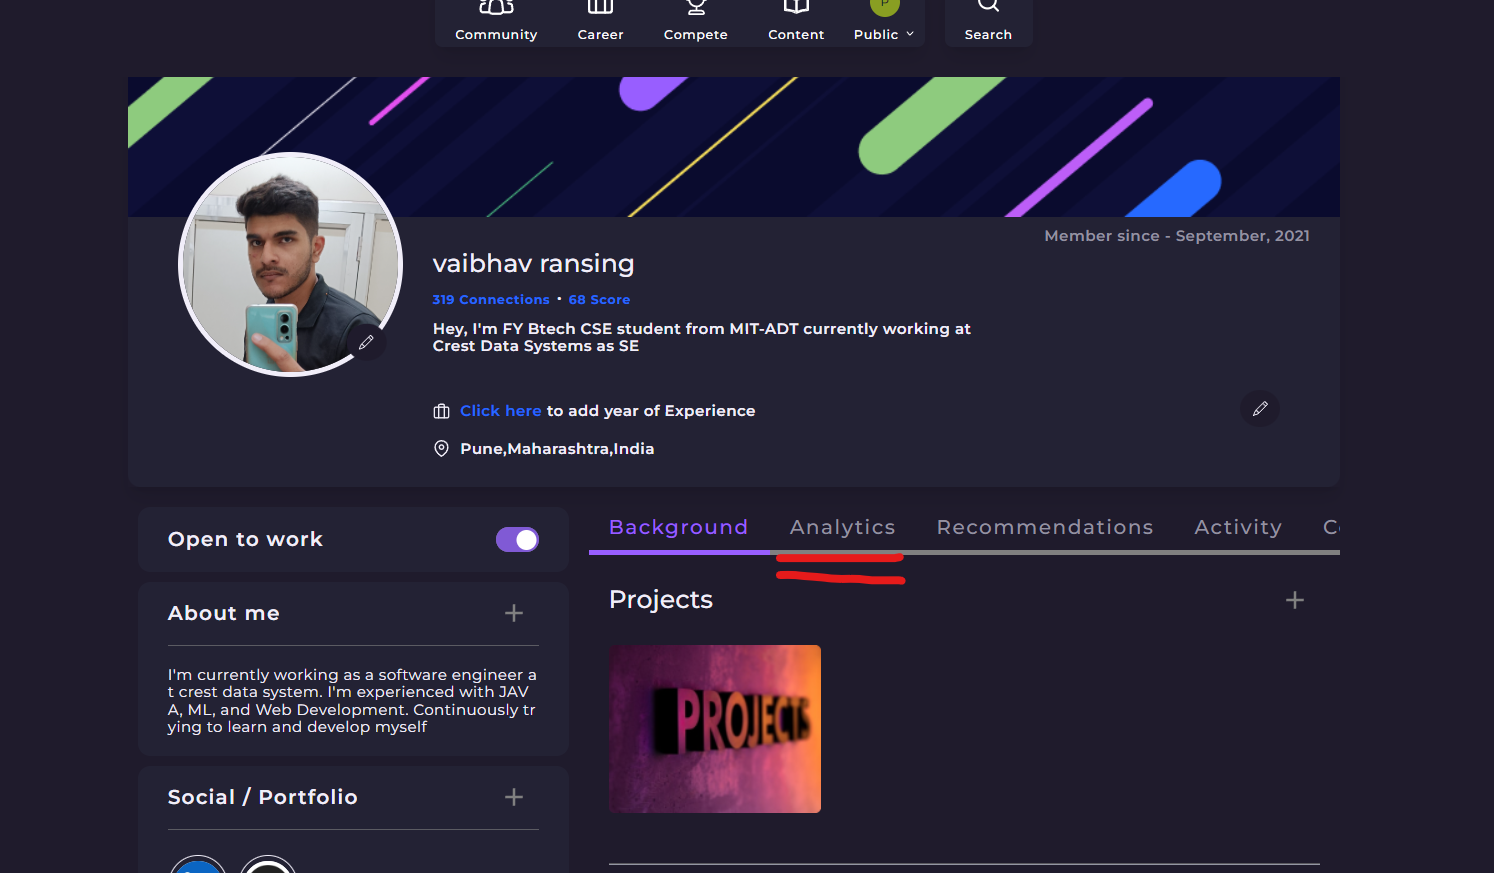 Community Career Compete Content Public Search
P
Member since - September, 2021
vaibhav ransing
319 Connections • 68 Score
Hey, I'm FY Btech CSE student from MIT-ADT currently working at
Crest Data Systems as SE
Click here to add year of Experience
Pune,Maharashtra,India
Open to work
About me
I'm currently working as a software engineer a
t crest data system. I'm experienced with JAV
A, ML, and Web Development. Continuously tr
ying to learn and develop myself
Social / Portfolio
Background Analytics Recommendations Activity
Projects
PROJECTS